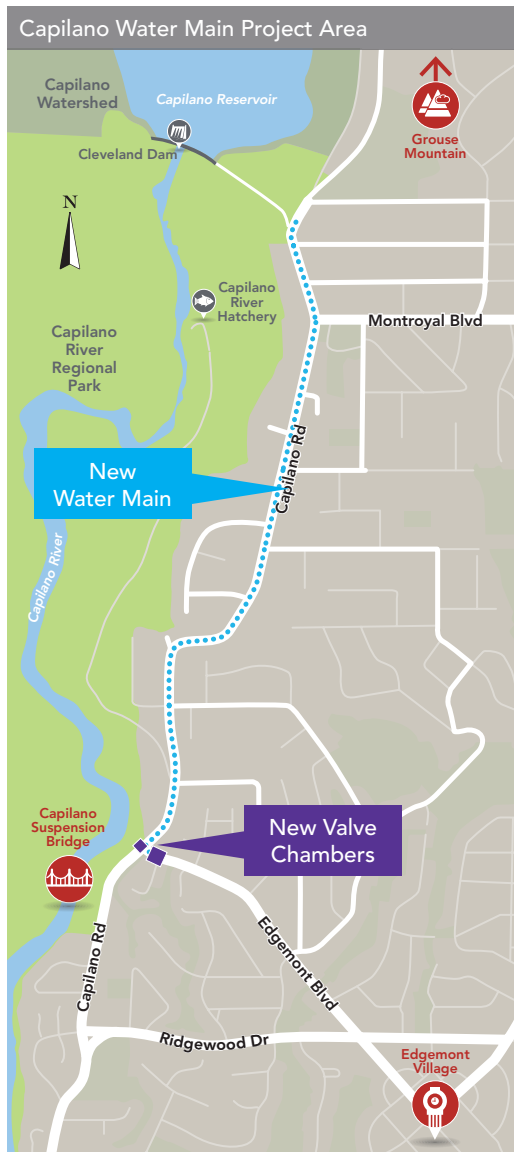 Capilano Water Main Project Area
Capilano
Watershed
Capilano Reservoir
Grouse
Mountain
Cleveland Dam
N
Capilano
River
Hatchery
Montroyal Blvd
Capilano
River
Regional
Park
New
Water Main
Capilano Rd
Capilano River
Capilano
Suspension
Bridge
New Valve
Chambers
Capilano Rd
Edgemont Blvd
Ridgewood Dr
Edgemont
Village